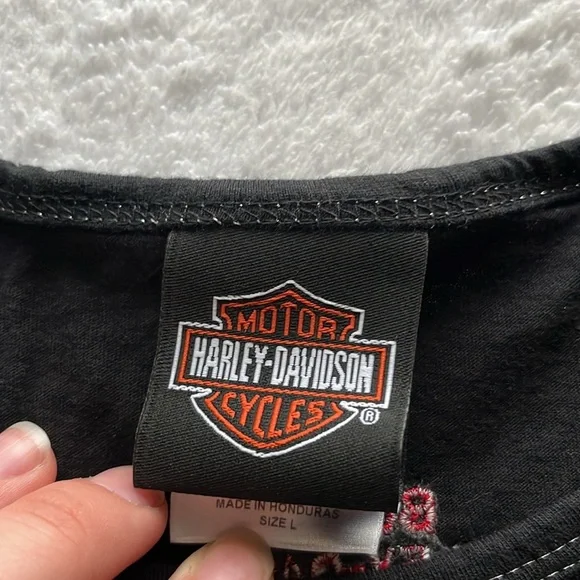 MOTOR
HARLEY-DAVIDSON
CYCLES
®
MADE IN HONDURAS
SIZE L